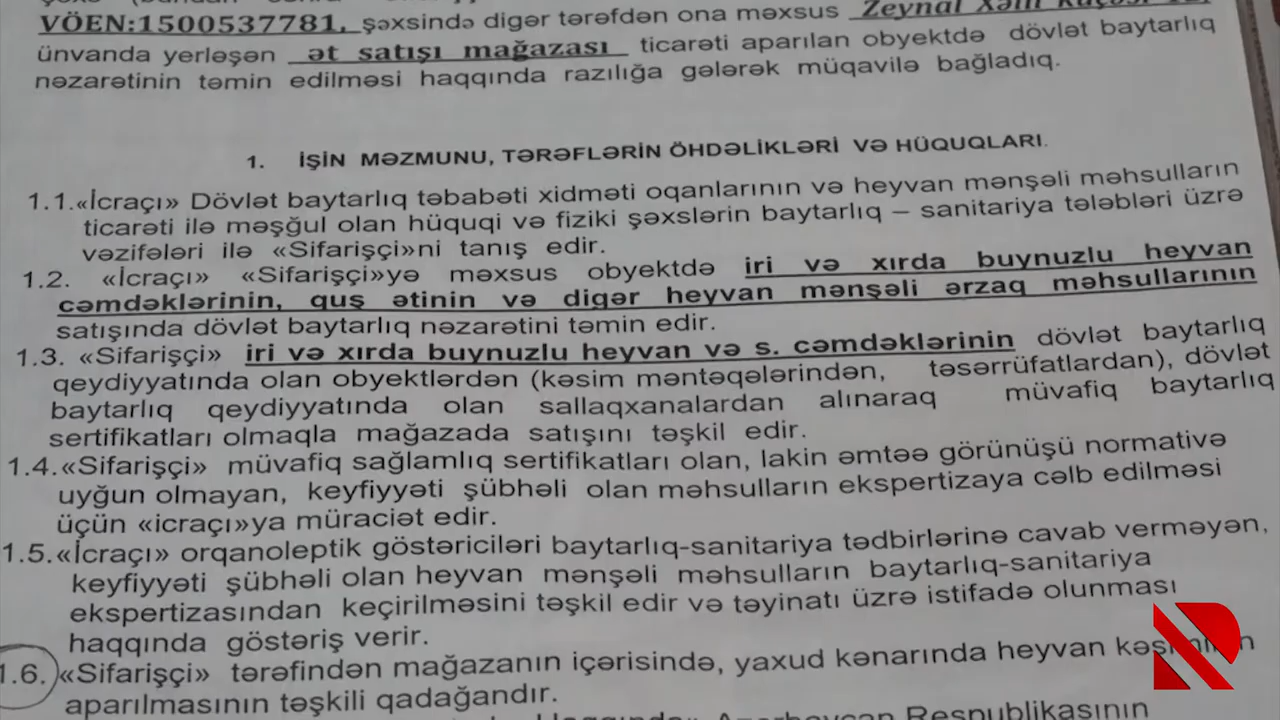 VÖEN:1500537781, şəxsində digər tərəfdən ona məxsus Zeynal Xəlil
ünvanda yerləşən ət satışı mağazası ticarəti aparılan obyektdə dövlət baytarlıq
nəzarətinin təmin edilməsi haqqında razılığa gələrək müqavilə bağladıq.
1. İŞİN MƏZMUNU, TƏRƏFLƏRİN ÖHDƏLİKLƏRİ VƏ HÜQUQLARI.
1.1.«İcraçı» Dövlət baytarlıq təbabəti xidməti oqanlarının və heyvan mənşəli məhsulların
ticarəti ilə məşğul olan hüquqi və fiziki şəxslərin baytarlıq – sanitariya tələbləri üzrə
vəzifələri ilə «Sifarişçi»ni tanış edir.
1.2. «İcraçı» «Sifarişçi»yə məxsus obyektdə iri və xırda buynuzlu heyvan
cəmdəklərinin, quş ətinin və digər heyvan mənşəli ərzaq məhsullarının
satışında dövlət baytarlıq nəzarətini təmin edir.
1.3. «Sifarişçi» iri və xırda buynuzlu heyvan və s. cəmdəklərinin dövlət baytarlıq
qeydiyyatında olan obyektlərdən (kəsim məntəqələrindən, təsərrüfatlardan), dövlət
baytarlıq qeydiyyatında olan sallaqxanalardan alınaraq müvafiq baytarlıq
sertifikatları olmaqla mağazada satışını təşkil edir.
1.4.«Sifarişçi» müvafiq sağlamlıq sertifikatları olan, lakin əmtəə görünüşü normativə
uyğun olmayan, keyfiyyəti şübhəli olan məhsulların ekspertizaya cəlb edilməsi
üçün «icraçı»ya müraciət edir.
1.5.«İcraçı» orqanoleptik göstəriciləri baytarlıq-sanitariya tədbirlərinə cavab verməyən,
keyfiyyəti şübhəli olan heyvan mənşəli məhsulların baytarlıq-sanitariya
ekspertizasından keçirilməsini təşkil edir və təyinatı üzrə istifadə olunması
haqqında göstəriş verir.
1.6. «Sifarişçi» tərəfindən mağazanın içərisində, yaxud kənarında heyvan
aparılmasının təşkili qadağandır.
Azərbaycan Respublikasının